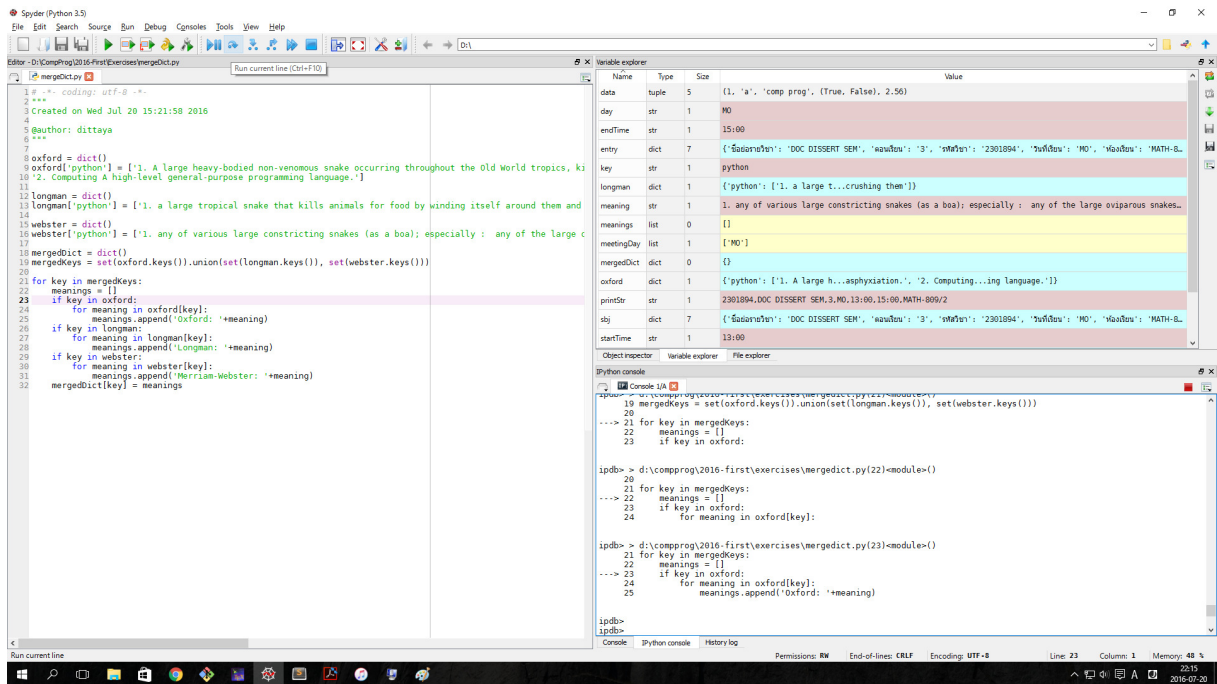 Spyder (Python 3.5)
File Edit Search Source Run Debug Consoles Tools View Help
D:\
Editor - D:\CompProg\2016-First\Exercises\mergeDict.py
Run current line (Ctrl+F10)
mergeDict.py
1 # -*- coding: utf-8 -*-
2 """
3 Created on Wed Jul 20 15:21:58 2016
4
5 @author: dittaya
6 """
7
8 oxford = dict()
9 oxford['python'] = ['1. A large heavy-bodied non-venomous snake occurring throughout the Old World tropics, ki
10 '2. Computing A high-level general-purpose programming language.']
11
12 longman = dict()
13 longman['python'] = ['1. a large tropical snake that kills animals for food by winding itself around them and
14
15 webster = dict()
16 webster['python'] = ['1. any of various large constricting snakes (as a boa); especially : any of the large o
17
18 mergedDict = dict()
19 mergedKeys = set(oxford.keys()).union(set(longman.keys()), set(webster.keys()))
20
21 for key in mergedKeys:
22     meanings = []
23     if key in oxford:
24         for meaning in oxford[key]:
25             meanings.append('Oxford: '+meaning)
26     if key in longman:
27         for meaning in longman[key]:
28             meanings.append('Longman: '+meaning)
29     if key in webster:
30         for meaning in webster[key]:
31             meanings.append('Merriam-Webster: '+meaning)
32     mergedDict[key] = meanings
Variable explorer
Name Type Size Value
data tuple 5 (1, 'a', 'comp prog', (True, False), 2.56)
day str 1 MO
endTime str 1 15:00
entry dict 7 {'ชื่อย่อรายวิชา': 'DOC DISSERT SEM', 'ตอนเรียน': '3', 'รหัสวิชา': '2301894', 'วันที่เรียน': 'MO', 'ห้องเรียน': 'MATH-8...
key str 1 python
longman dict 1 {'python': ['1. a large t...crushing them']}
meaning str 1 1. any of various large constricting snakes (as a boa); especially : any of the large oviparous snakes...
meanings list 0 []
meetingDay list 1 ['MO']
mergedDict dict 0 {}
oxford dict 1 {'python': ['1. A large h...asphyxiation.', '2. Computing...ing language.']}
printStr str 1 2301894,DOC DISSERT SEM,3,MO,13:00,15:00,MATH-809/2
sbj dict 7 {'ชื่อย่อรายวิชา': 'DOC DISSERT SEM', 'ตอนเรียน': '3', 'รหัสวิชา': '2301894', 'วันที่เรียน': 'MO', 'ห้องเรียน': 'MATH-8...
startTime str 1 13:00
Object inspector Variable explorer File explorer
IPython console
Console 1/A
ipdb> > d:\compprog\2016-first\exercises\mergedict.py(21)<module>()
19 mergedKeys = set(oxford.keys()).union(set(longman.keys()), set(webster.keys()))
20
---> 21 for key in mergedKeys:
22     meanings = []
23     if key in oxford:
ipdb> > d:\compprog\2016-first\exercises\mergedict.py(22)<module>()
20
21 for key in mergedKeys:
---> 22     meanings = []
23     if key in oxford:
24         for meaning in oxford[key]:
ipdb> > d:\compprog\2016-first\exercises\mergedict.py(23)<module>()
21 for key in mergedKeys:
22     meanings = []
---> 23     if key in oxford:
24         for meaning in oxford[key]:
25             meanings.append('Oxford: '+meaning)
ipdb>
ipdb>
Console IPython console History log
Run current line
Permissions: RW End-of-lines: CRLF Encoding: UTF-8 Line: 23 Column: 1 Memory: 48 %
A
22:15
2016-07-20